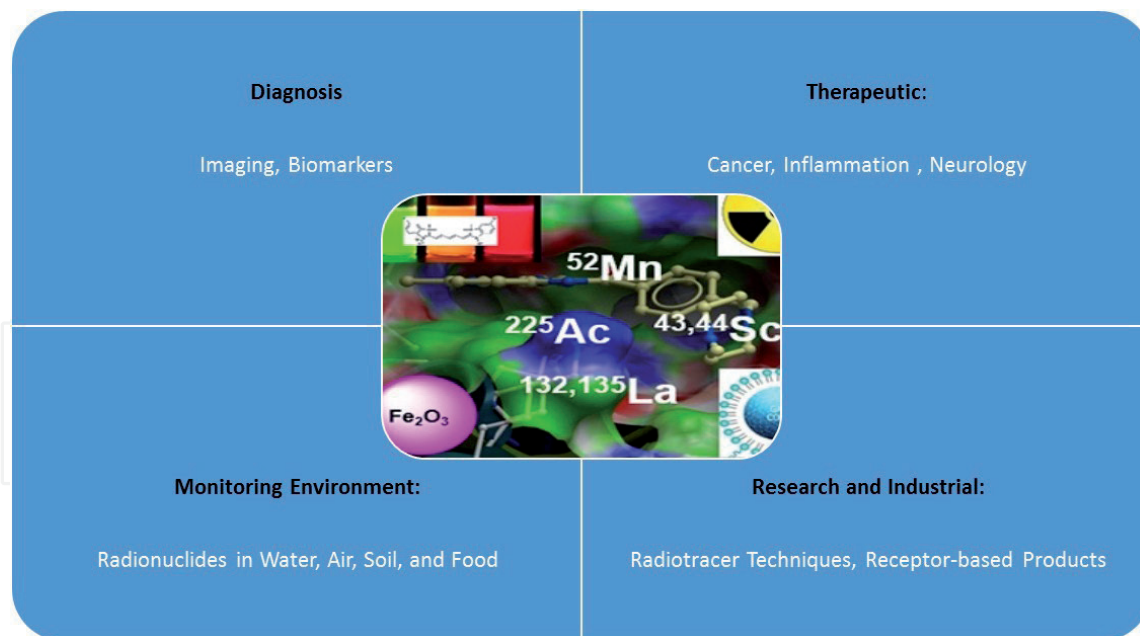 Diagnosis
Imaging, Biomarkers
Therapeutic:
Cancer, Inflammation , Neurology
⁵²Mn
²²⁵Ac
⁴³,⁴⁴Sc
¹³²,¹³⁵La
Fe₂O₃
Monitoring Environment:
Radionuclides in Water, Air, Soil, and Food
Research and Industrial:
Radiotracer Techniques, Receptor-based Products